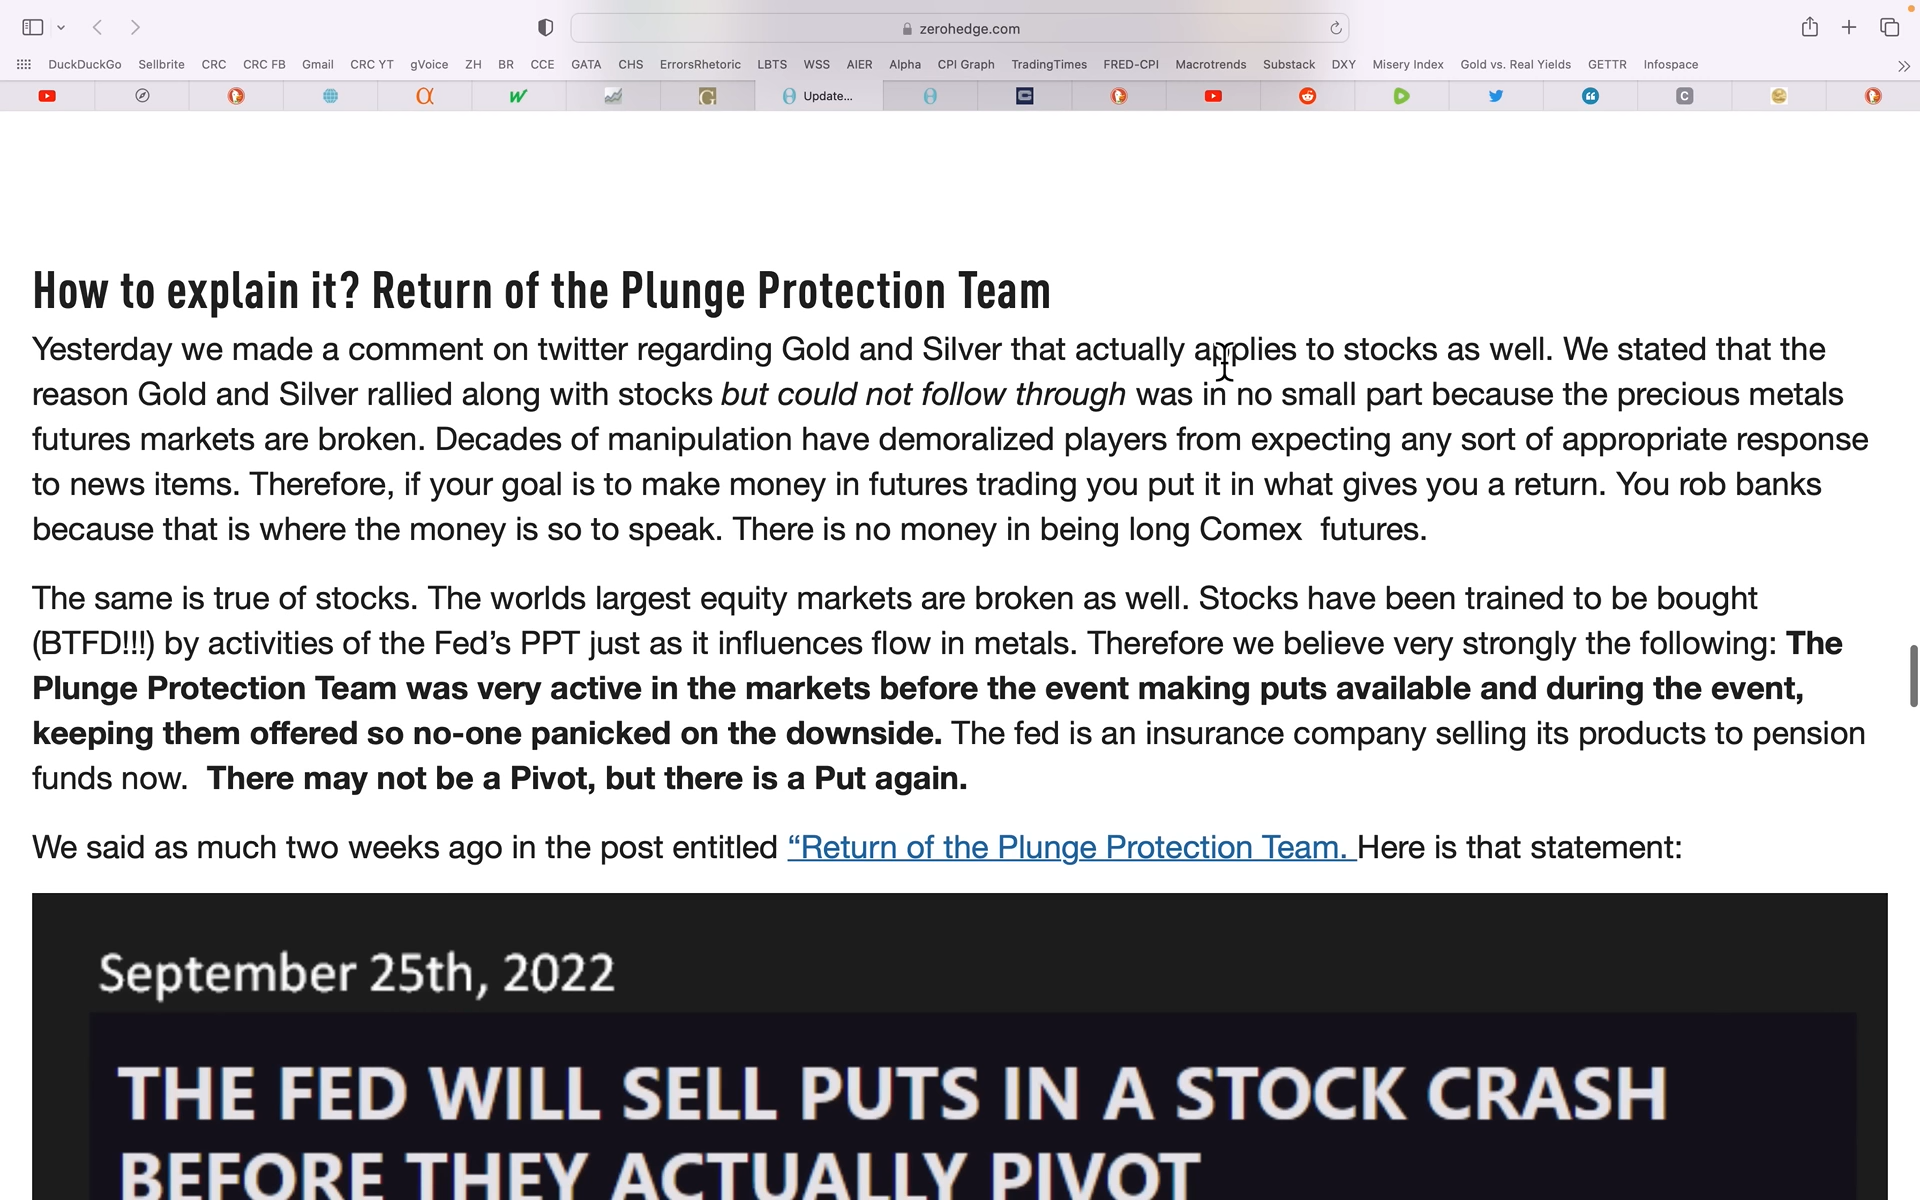 zerohedge.com
DuckDuckGo Sellbrite CRC CRC FB Gmail CRC YT gVoice ZH BR CCE GATA CHS ErrorsRhetoric LBTS WSS AIER Alpha CPI Graph TradingTimes FRED-CPI Macrotrends Substack DXY Misery Index Gold vs. Real Yields GETTR Infospace
Update...
How to explain it? Return of the Plunge Protection Team
Yesterday we made a comment on twitter regarding Gold and Silver that actually applies to stocks as well. We stated that the
reason Gold and Silver rallied along with stocks but could not follow through was in no small part because the precious metals
futures markets are broken. Decades of manipulation have demoralized players from expecting any sort of appropriate response
to news items. Therefore, if your goal is to make money in futures trading you put it in what gives you a return. You rob banks
because that is where the money is so to speak. There is no money in being long Comex futures.
The same is true of stocks. The worlds largest equity markets are broken as well. Stocks have been trained to be bought
(BTFD!!!) by activities of the Fed’s PPT just as it influences flow in metals. Therefore we believe very strongly the following: The
Plunge Protection Team was very active in the markets before the event making puts available and during the event,
keeping them offered so no-one panicked on the downside. The fed is an insurance company selling its products to pension
funds now. There may not be a Pivot, but there is a Put again.
We said as much two weeks ago in the post entitled “Return of the Plunge Protection Team. Here is that statement:
September 25th, 2022
THE FED WILL SELL PUTS IN A STOCK CRASH
BEFORE THEY ACTUALLY PIVOT